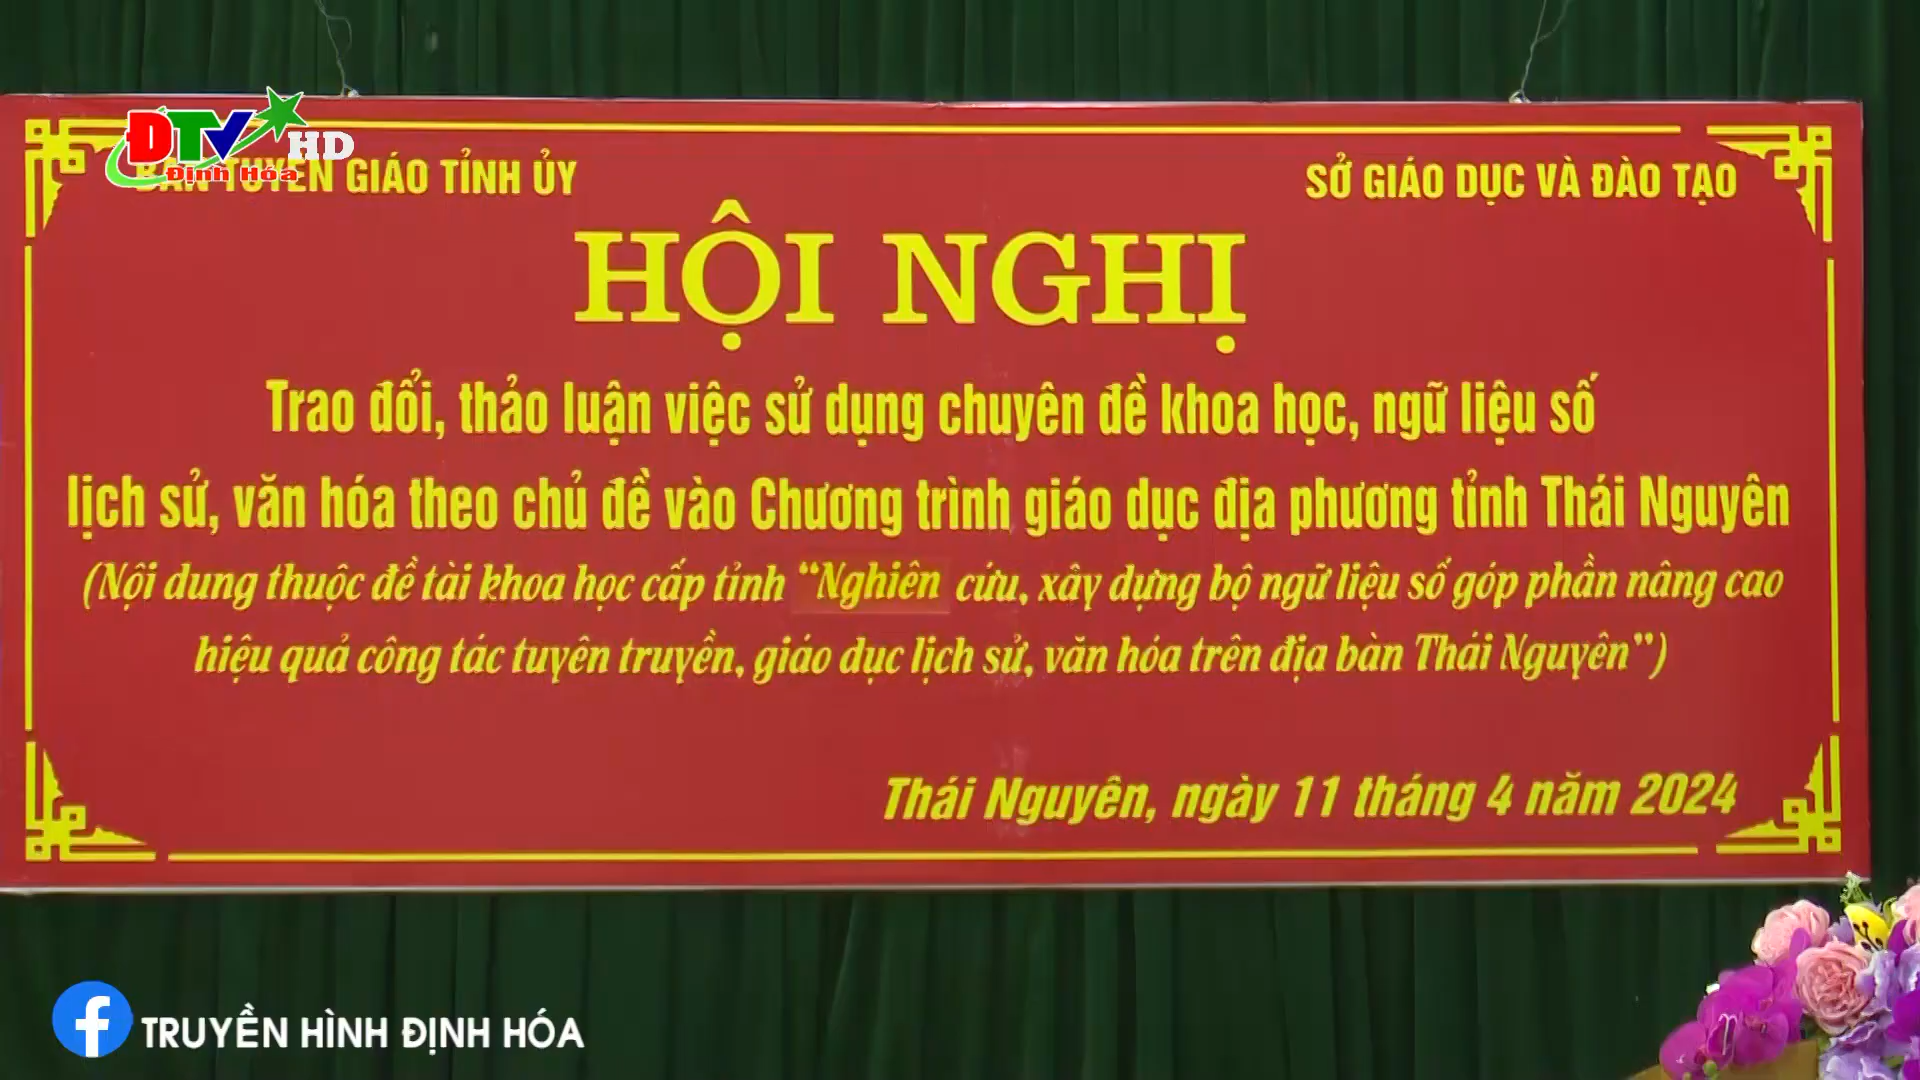 ĐTV HD
Định Hóa
BAN TUYÊN GIÁO TỈNH ỦY
SỞ GIÁO DỤC VÀ ĐÀO TẠO
HỘI NGHỊ
Trao đổi, thảo luận việc sử dụng chuyên đề khoa học, ngữ liệu số
lịch sử, văn hóa theo chủ đề vào Chương trình giáo dục địa phương tỉnh Thái Nguyên
(Nội dung thuộc đề tài khoa học cấp tỉnh "Nghiên cứu, xây dựng bộ ngữ liệu số góp phần nâng cao
hiệu quả công tác tuyên truyền, giáo dục lịch sử, văn hóa trên địa bàn Thái Nguyên")
Thái Nguyên, ngày 11 tháng 4 năm 2024
TRUYỀN HÌNH ĐỊNH HÓA